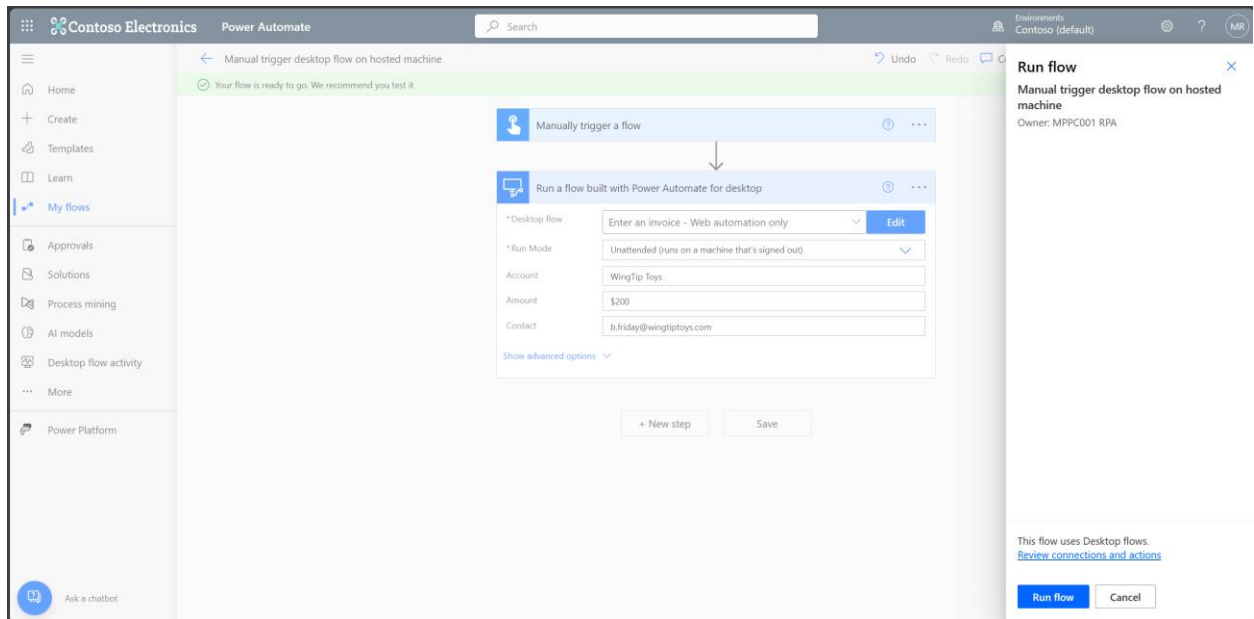 Contoso Electronics Power Automate
Search
Environments
Contoso (default)
MR
Home
Create
Templates
Learn
My flows
Approvals
Solutions
Process mining
AI models
Desktop flow activity
More
Power Platform
Ask a chatbot
Manual trigger desktop flow on hosted machine
Undo Redo
Your flow is ready to go. We recommend you test it
Manually trigger a flow
Run a flow built with Power Automate for desktop
* Desktop flow Enter an invoice - Web automation only Edit
* Run Mode Unattended (runs on a machine that's signed out)
Account WingTip Toys
Amount $200
Contact b.friday@wingtiptoys.com
Show advanced options
+ New step Save
Run flow
Manual trigger desktop flow on hosted
machine
Owner: MPPC001 RPA
This flow uses Desktop flows.
Review connections and actions
Run flow Cancel